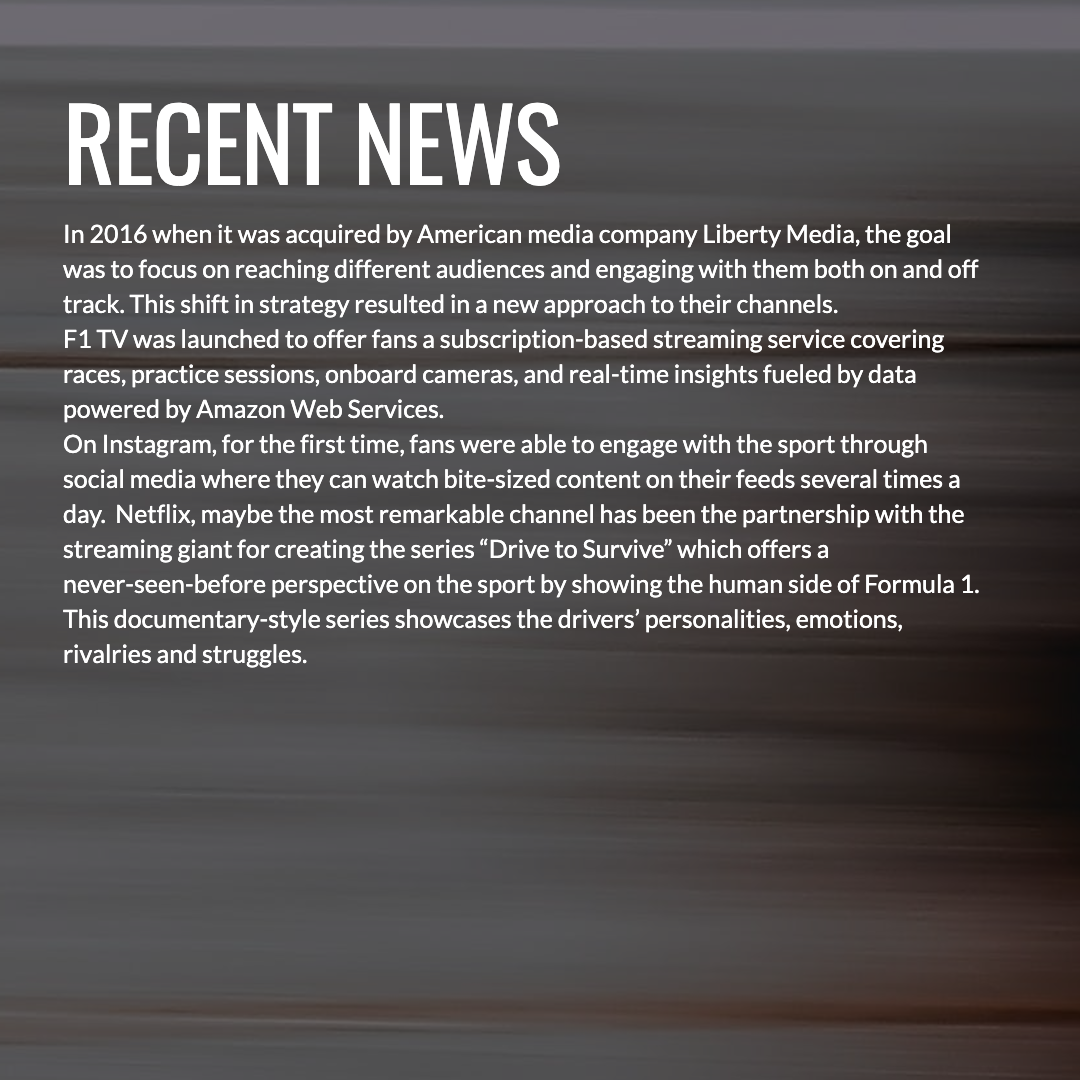 RECENT NEWS
In 2016 when it was acquired by American media company Liberty Media, the goal
was to focus on reaching different audiences and engaging with them both on and off
track. This shift in strategy resulted in a new approach to their channels.
F1 TV was launched to offer fans a subscription-based streaming service covering
races, practice sessions, onboard cameras, and real-time insights fueled by data
powered by Amazon Web Services.
On Instagram, for the first time, fans were able to engage with the sport through
social media where they can watch bite-sized content on their feeds several times a
day.  Netflix, maybe the most remarkable channel has been the partnership with the
streaming giant for creating the series “Drive to Survive” which offers a
never-seen-before perspective on the sport by showing the human side of Formula 1.
This documentary-style series showcases the drivers’ personalities, emotions,
rivalries and struggles.